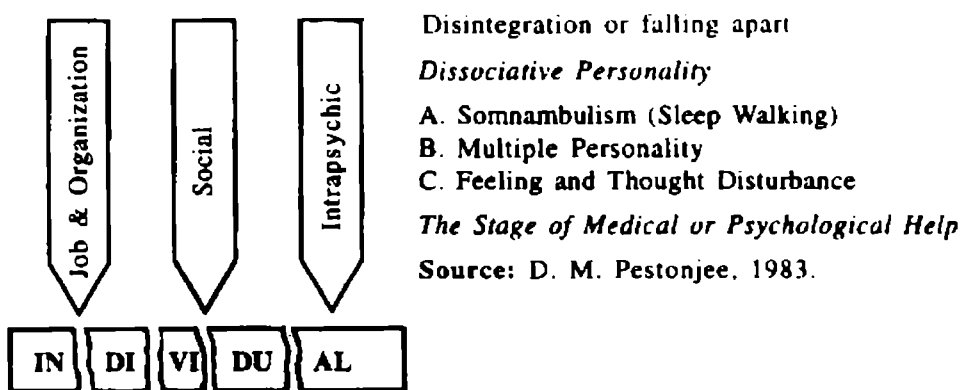 Job & Organization
Social
Intrapsychic
Disintegration or falling apart
Dissociative Personality
A. Somnambulism (Sleep Walking)
B. Multiple Personality
C. Feeling and Thought Disturbance
The Stage of Medical or Psychological Help
Source: D. M. Pestonjee, 1983.
IN DI VI DU AL